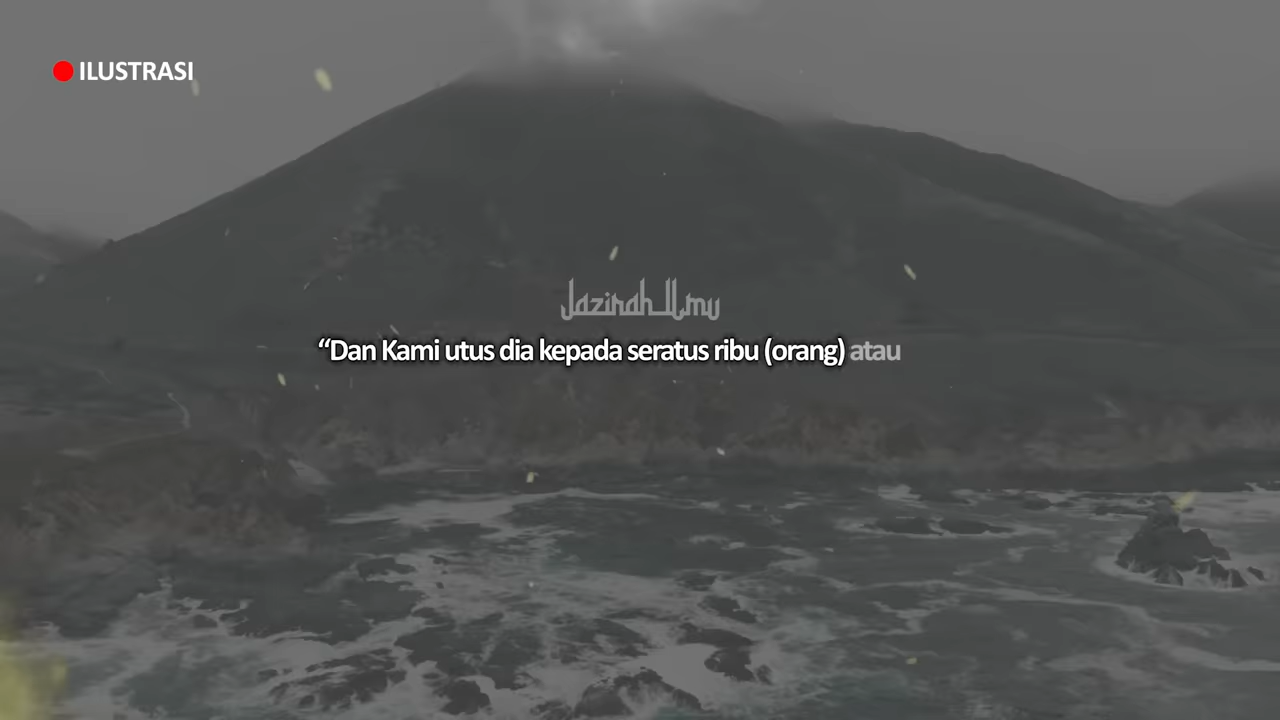 ILUSTRASI
Jazirah Ilmu
“Dan Kami utus dia kepada seratus ribu (orang) atau